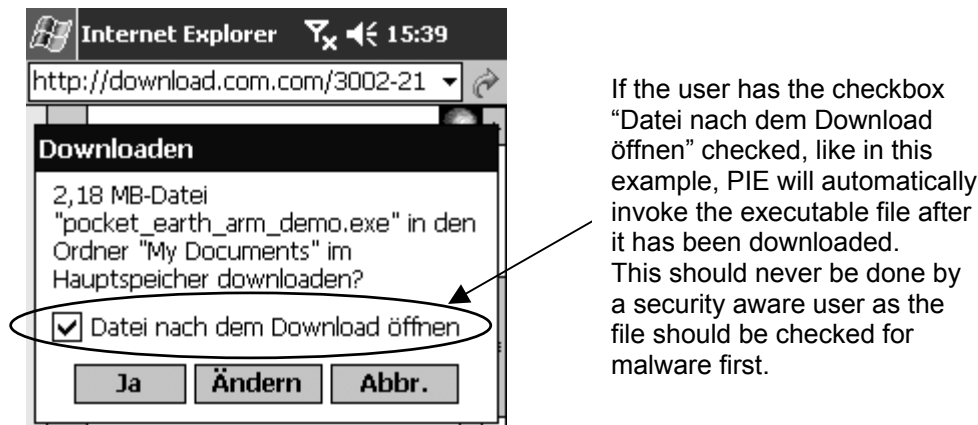 Internet Explorer 15:39
http://download.com.com/3002-21
Downloaden
2,18 MB-Datei
"pocket_earth_arm_demo.exe" in den
Ordner "My Documents" im
Hauptspeicher downloaden?
Datei nach dem Download öffnen
Ja Ändern Abbr.
If the user has the checkbox
“Datei nach dem Download
öffnen” checked, like in this
example, PIE will automatically
invoke the executable file after
it has been downloaded.
This should never be done by
a security aware user as the
file should be checked for
malware first.